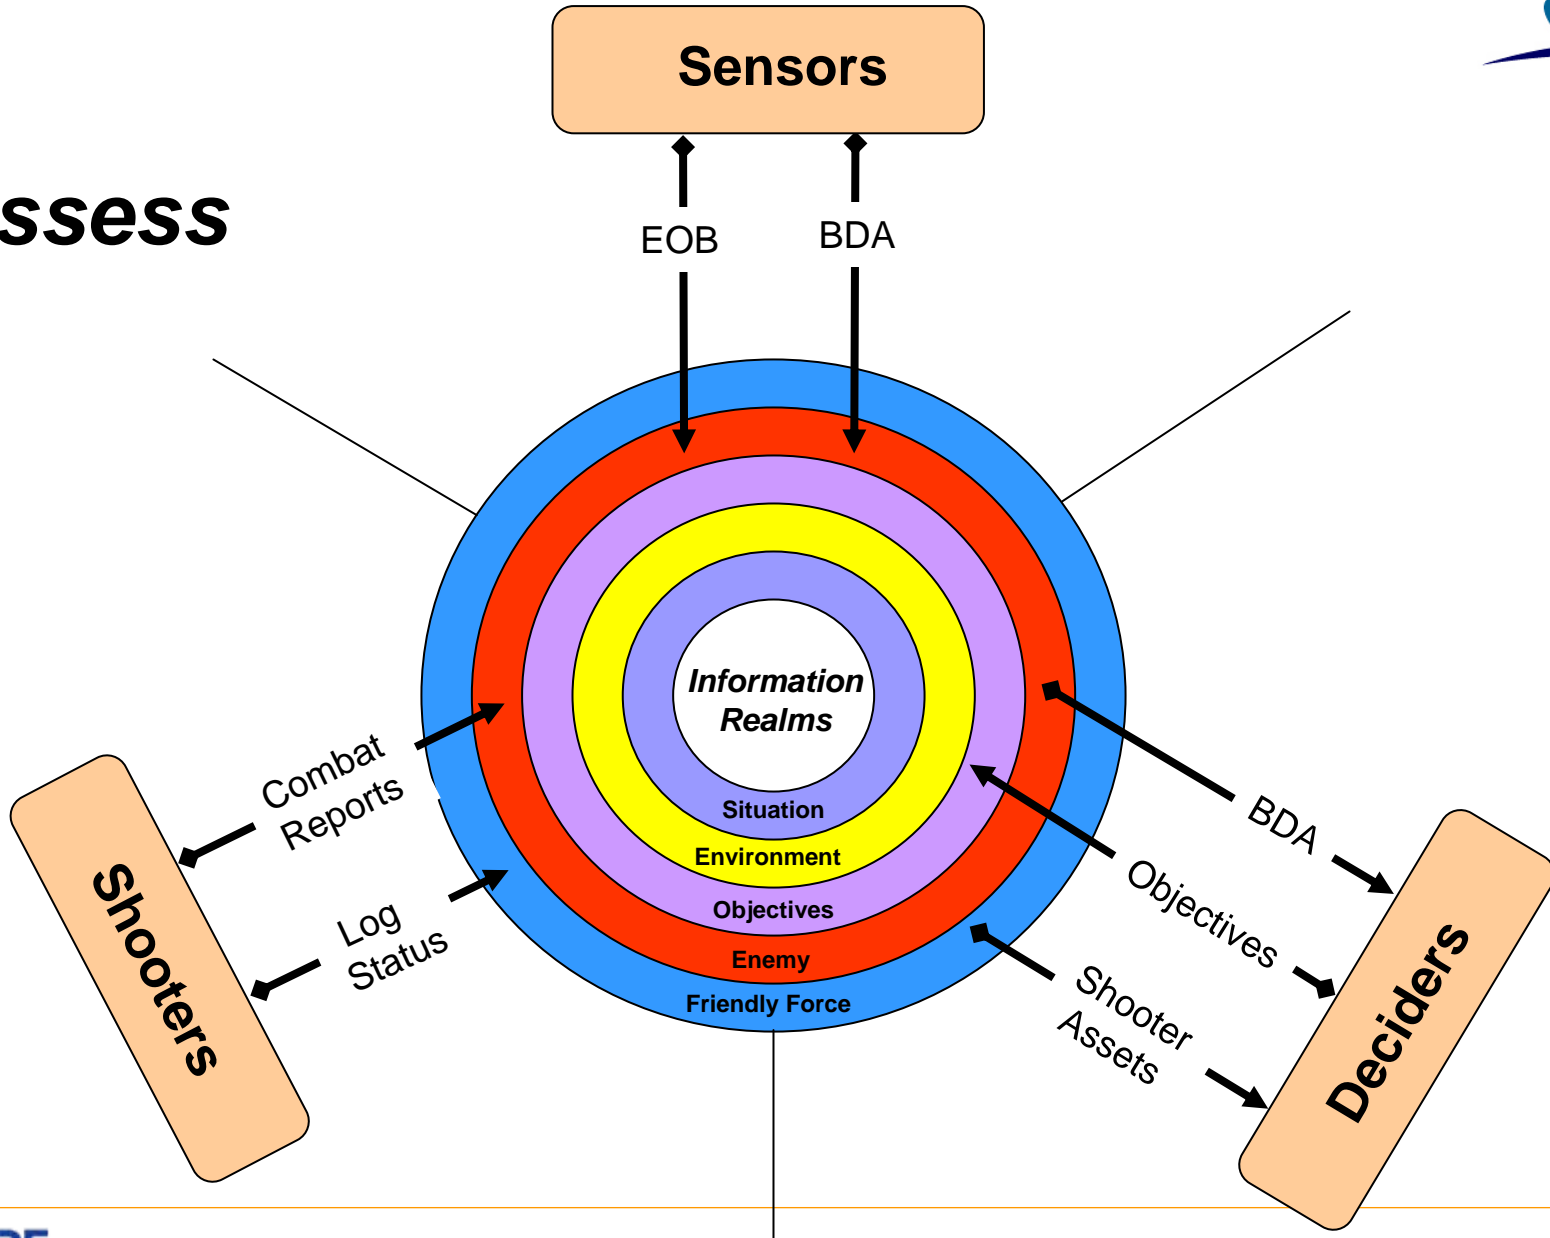 Sensors
ssess
EOB
BDA
Information
Realms
Combat
Reports
Situation
BDA
Environment
Objectives
Objectives
Shooters
Log
Status
Enemy
Friendly Force
Shooter
Assets
Deciders